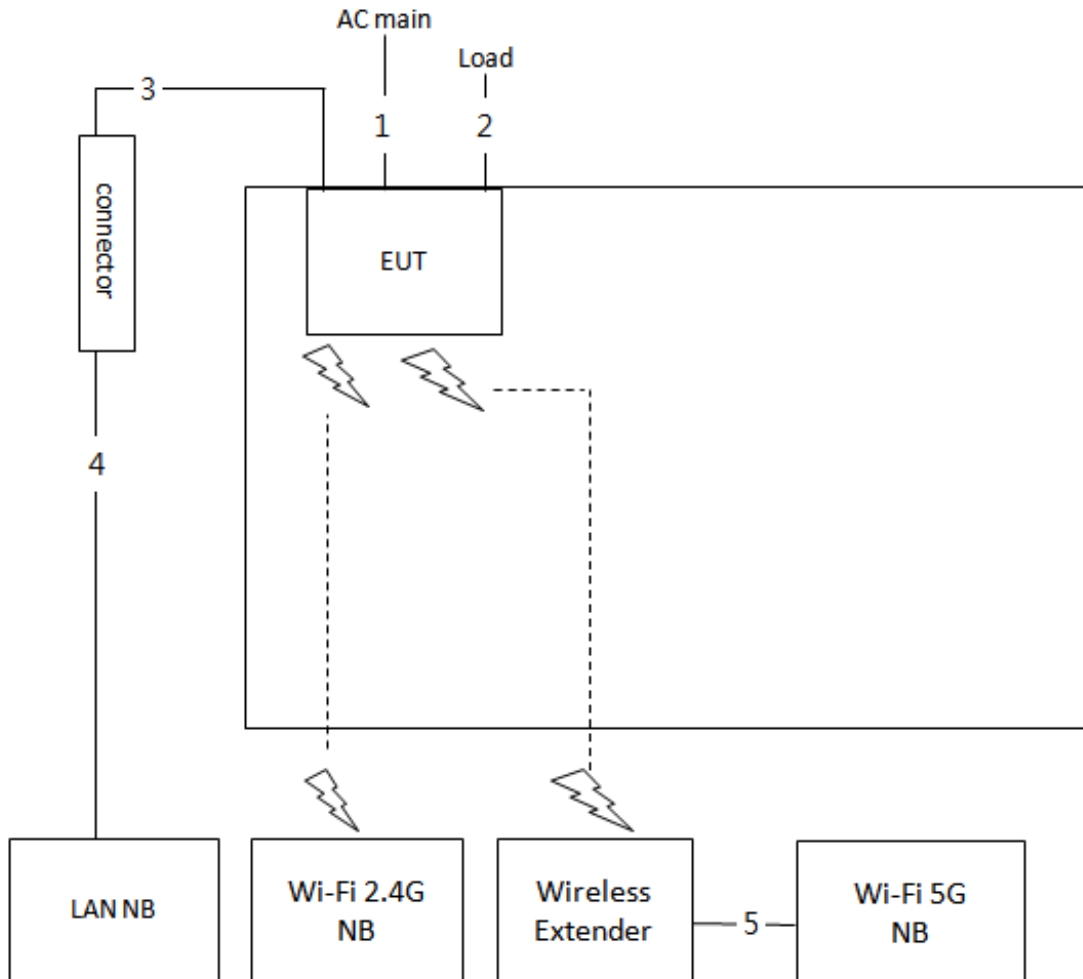 AC main
Load
3
1
2
connector
EUT
4
LAN NB
Wi-Fi 2.4G
NB
Wireless
Extender
5
Wi-Fi 5G
NB